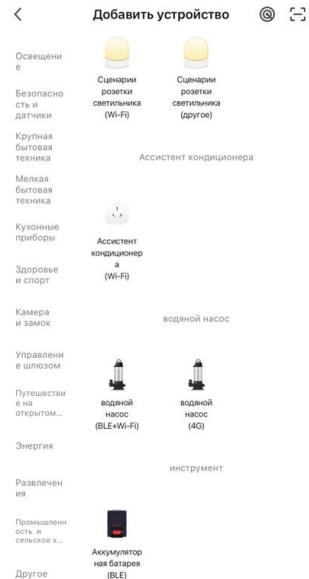 Добавить устройство
Освещени
е
Безопасно
сть и
датчики
Крупная
бытовая
техника
Мелкая
бытовая
техника
Кухонные
приборы
Здоровье
и спорт
Камера
и замок
Управлени
е шлюзом
Путешестви
е на
открытом...
Энергия
Развлечен
ия
Промышленн
ость и
сельское х...
Другое
Сценарии
розетки
светильника
(Wi-Fi)
Сценарии
розетки
светильника
(другое)
Ассистент кондиционера
Ассистент
кондиционер
а
(Wi-Fi)
водяной насос
водяной
насос
(BLE+Wi-Fi)
водяной
насос
(4G)
инструмент
Аккумулятор
ная батарея
(BLE)